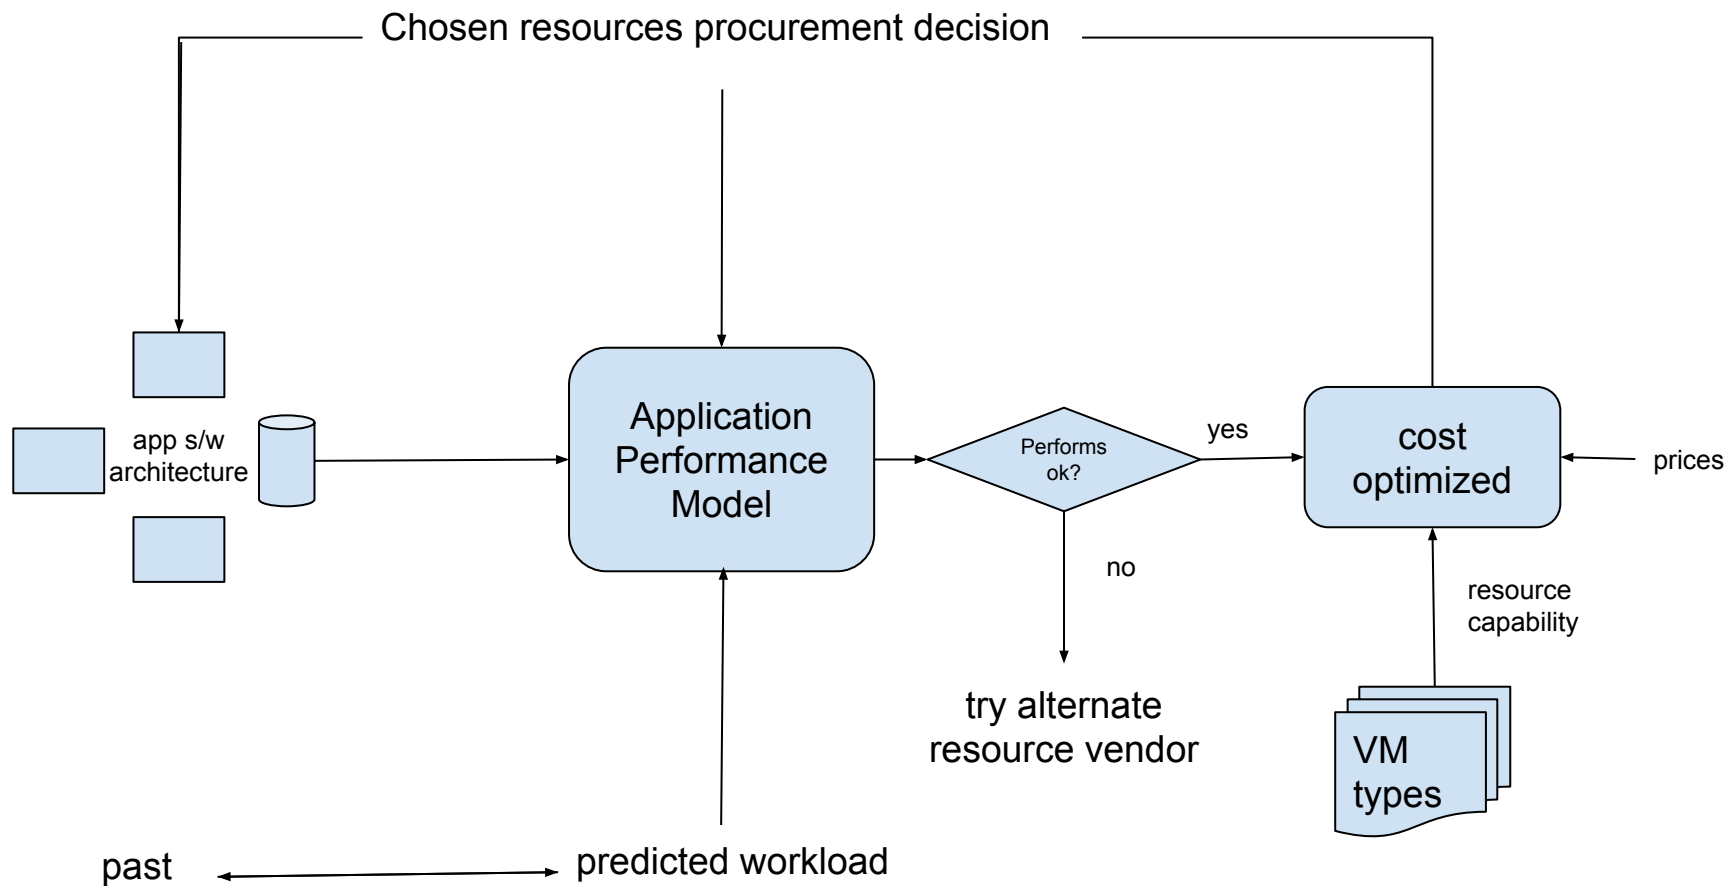 Chosen resources procurement decision
app s/w
architecture
Application
Performance
Model
Performs
ok?
yes
no
cost
optimized
prices
resource
capability
try alternate
resource vendor
VM
types
past
predicted workload